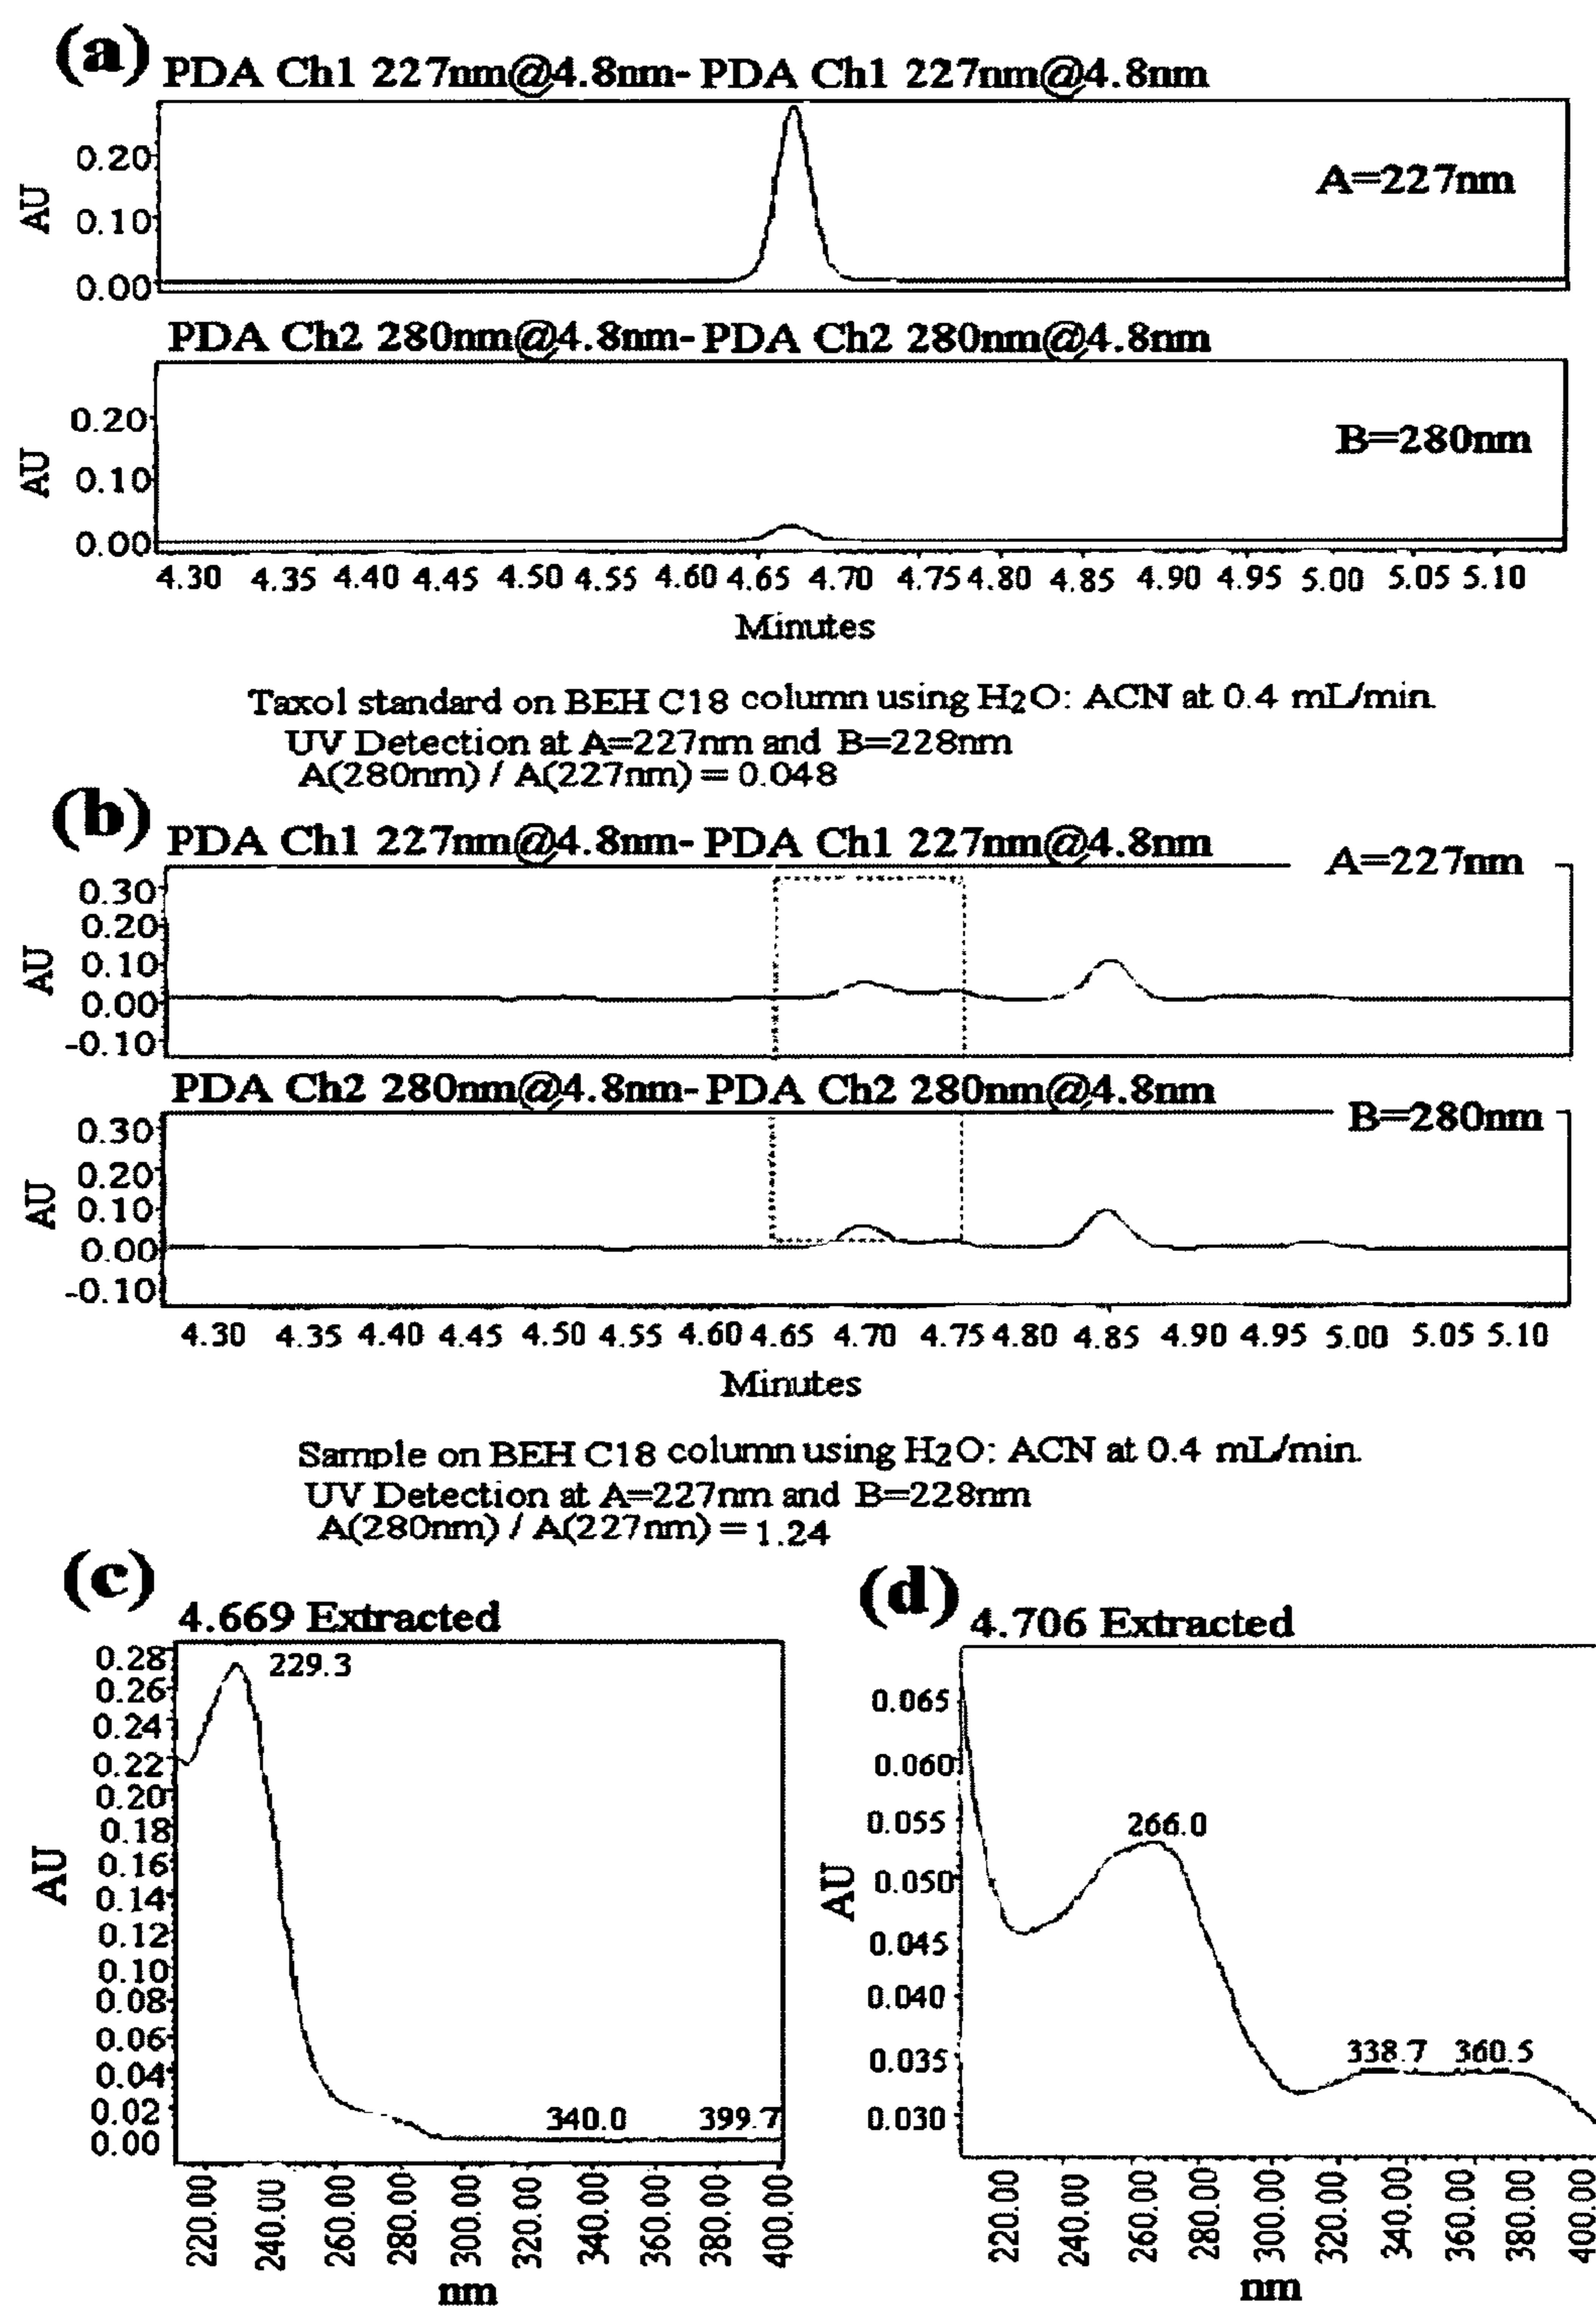 (a) PDA Ch1 227nm@4.8nm- PDA Ch1 227nm@4.8nm
0.20
0.10
0.00
AU
A=227nm
PDA Ch2 280nm@4.8nm- PDA Ch2 280nm@4.8nm
0.20
0.10
0.00
AU
B=280nm
4.30 4.35 4.40 4.45 4.50 4.55 4.60 4.65 4.70 4.75 4.80 4.85 4.90 4.95 5.00 5.05 5.10
Minutes
Taxol standard on BEH C18 column using H2O: ACN at 0.4 mL/min.
UV Detection at A=227nm and B=228nm
A(280nm) / A(227nm) = 0.048
(b) PDA Ch1 227nm@4.8nm- PDA Ch1 227nm@4.8nm
A=227nm
0.30
0.20
0.10
0.00
-0.10
AU
PDA Ch2 280nm@4.8nm- PDA Ch2 280nm@4.8nm
B=280nm
0.30
0.20
0.10
0.00
-0.10
AU
4.30 4.35 4.40 4.45 4.50 4.55 4.60 4.65 4.70 4.75 4.80 4.85 4.90 4.95 5.00 5.05 5.10
Minutes
Sample on BEH C18 column using H2O: ACN at 0.4 mL/min.
UV Detection at A=227nm and B=228nm
A(280nm) / A(227nm) = 1.24
(c) 4.669 Extracted
0.28
0.26
0.24
0.22
0.20
0.18
0.16
0.14
0.12
0.10
0.08
0.06
0.04
0.02
0.00
AU
229.3
340.0 399.7
220.00 240.00 260.00 280.00 300.00 320.00 340.00 360.00 380.00 400.00
nm
(d) 4.706 Extracted
0.065
0.060
0.055
0.050
0.045
0.040
0.035
0.030
AU
266.0
338.7 360.5
220.00 240.00 260.00 280.00 300.00 320.00 340.00 360.00 380.00 400.00
nm